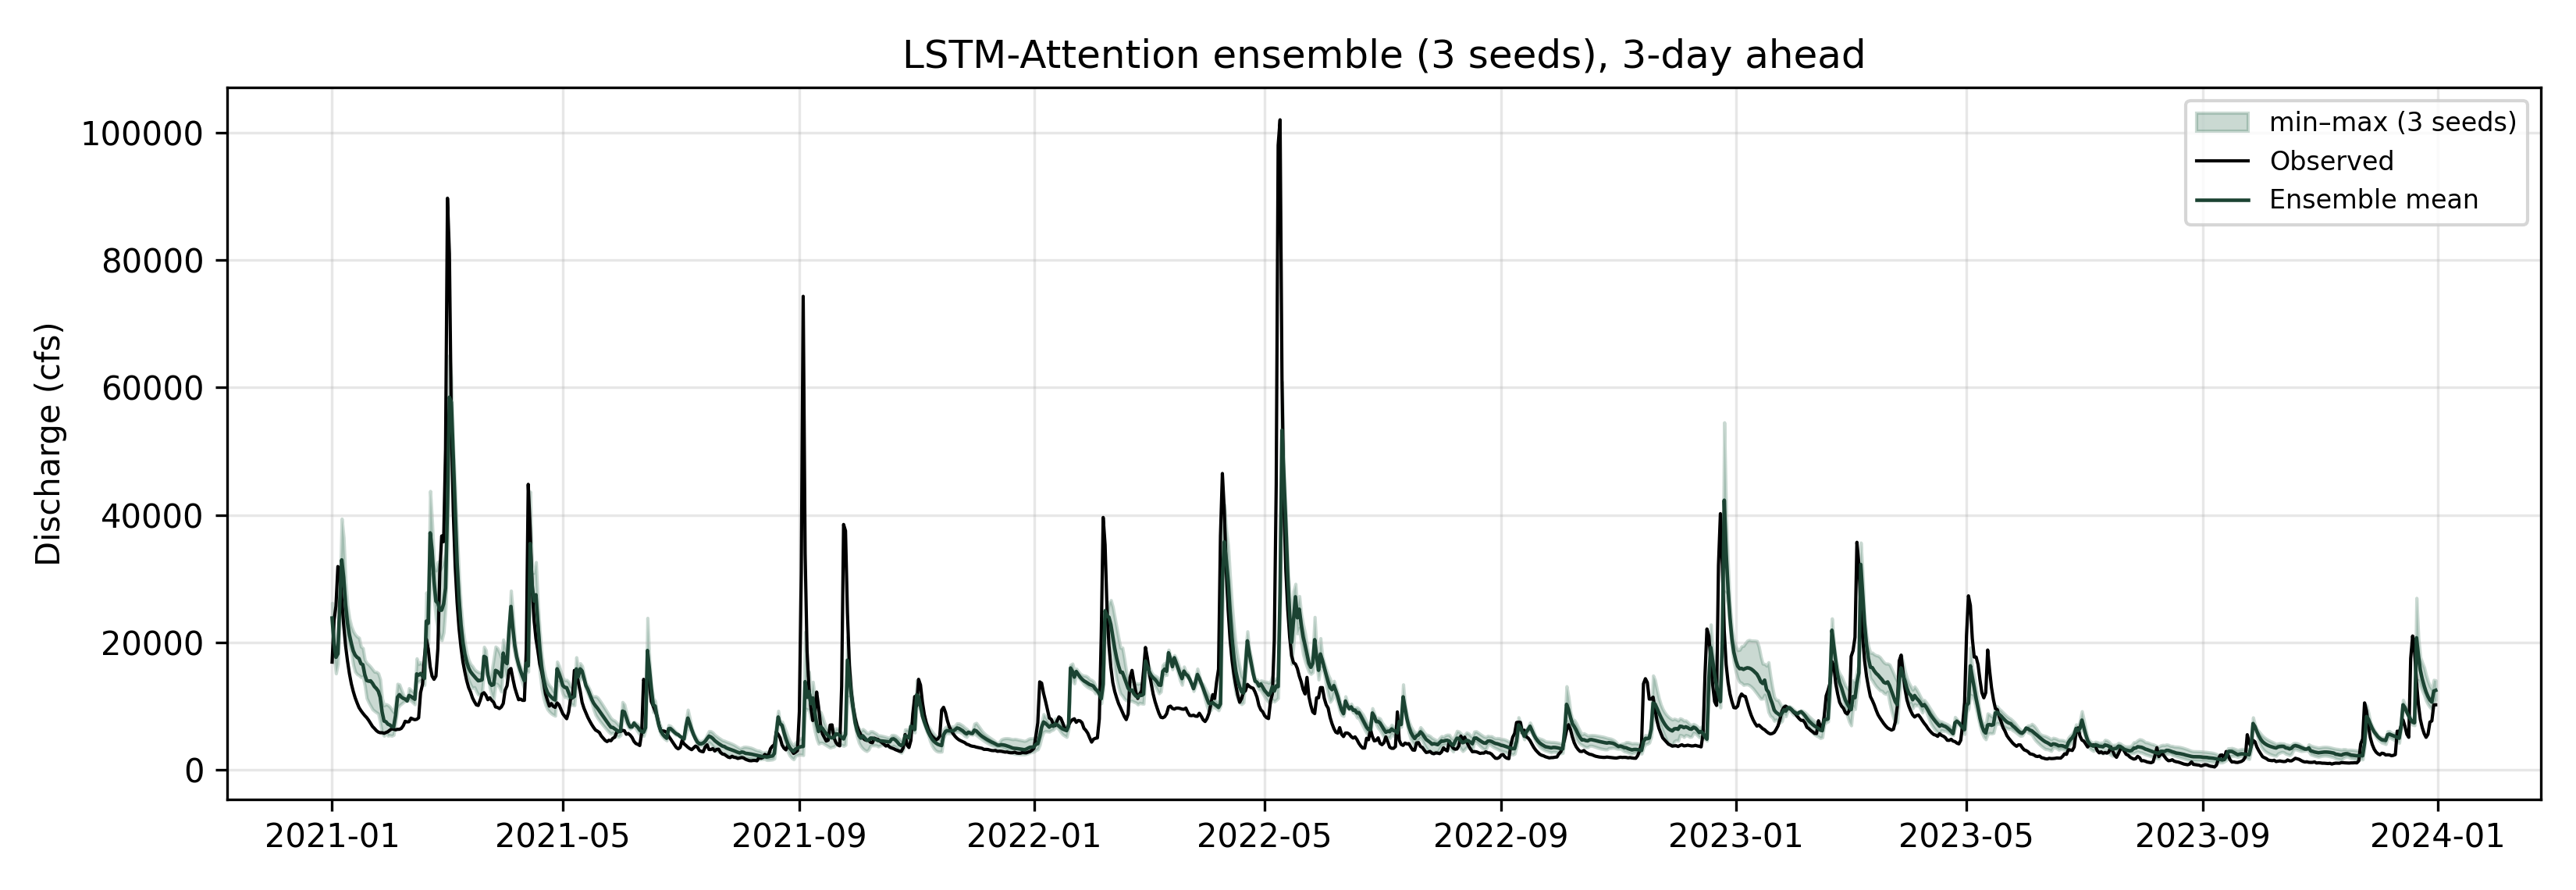 LSTM-Attention ensemble (3 seeds), 3-day ahead
min–max (3 seeds)
Observed
Ensemble mean
Discharge (cfs)
100000
80000
60000
40000
20000
0
2021-01 2021-05 2021-09 2022-01 2022-05 2022-09 2023-01 2023-05 2023-09 2024-01